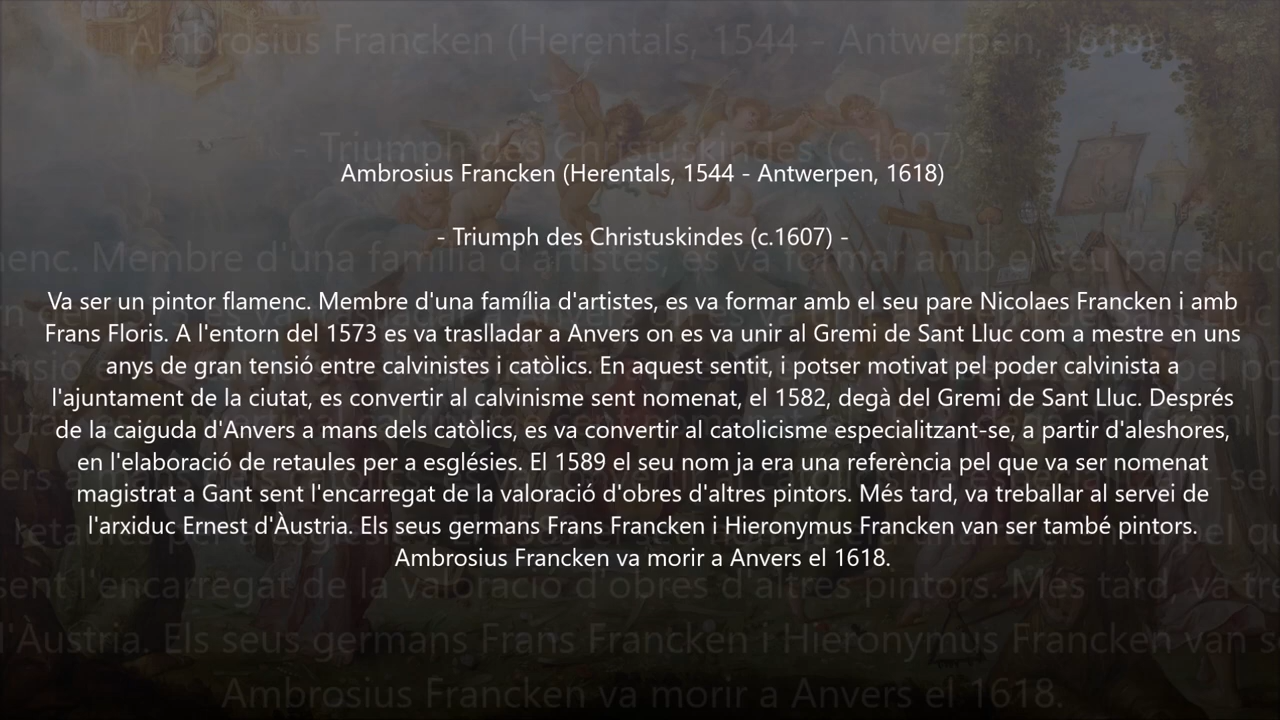 Ambrosius Francken (Herentals, 1544 - Antwerpen, 1618)
- Triumph des Christuskindes (c.1607) -
Va ser un pintor flamenc. Membre d'una família d'artistes, es va formar amb el seu pare Nicolaes Francken i amb
Frans Floris. A l'entorn del 1573 es va traslladar a Anvers on es va unir al Gremi de Sant Lluc com a mestre en uns
anys de gran tensió entre calvinistes i catòlics. En aquest sentit, i potser motivat pel poder calvinista a
l'ajuntament de la ciutat, es convertir al calvinisme sent nomenat, el 1582, degà del Gremi de Sant Lluc. Després
de la caiguda d'Anvers a mans dels catòlics, es va convertir al catolicisme especialitzant-se, a partir d'aleshores,
en l'elaboració de retaules per a esglésies. El 1589 el seu nom ja era una referència pel que va ser nomenat
magistrat a Gant sent l'encarregat de la valoració d'obres d'altres pintors. Més tard, va treballar al servei de
l'arxiduc Ernest d'Àustria. Els seus germans Frans Francken i Hieronymus Francken van ser també pintors.
Ambrosius Francken va morir a Anvers el 1618.